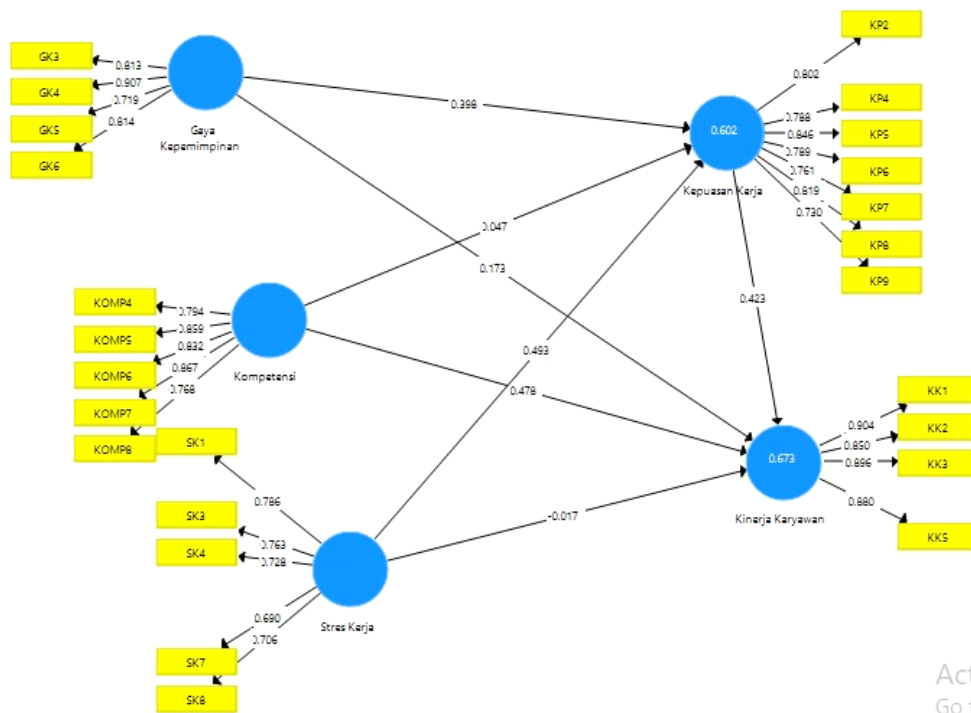 GK3
GK4
GK5
GK6
0.813
0.907
0.719
0.814
Gaya
Kepemimpinan
0.398
0.173
KP2
KP4
KP5
KP6
KP7
KP8
KP9
0.802
0.788
0.846
0.789
0.761
0.819
0.730
0.602
Kepuasan Kerja
0.047
0.423
KOMP4
KOMP5
KOMP6
KOMP7
KOMP8
0.794
0.859
0.832
0.867
0.768
Kompetensi
0.493
0.478
KK1
KK2
KK3
KK5
0.904
0.850
0.896
0.880
0.673
Kinerja Karyawan
SK1
SK3
SK4
SK7
SK8
0.786
0.763
0.728
0.690
0.706
Stres Kerja
-0.017
Act
Go t